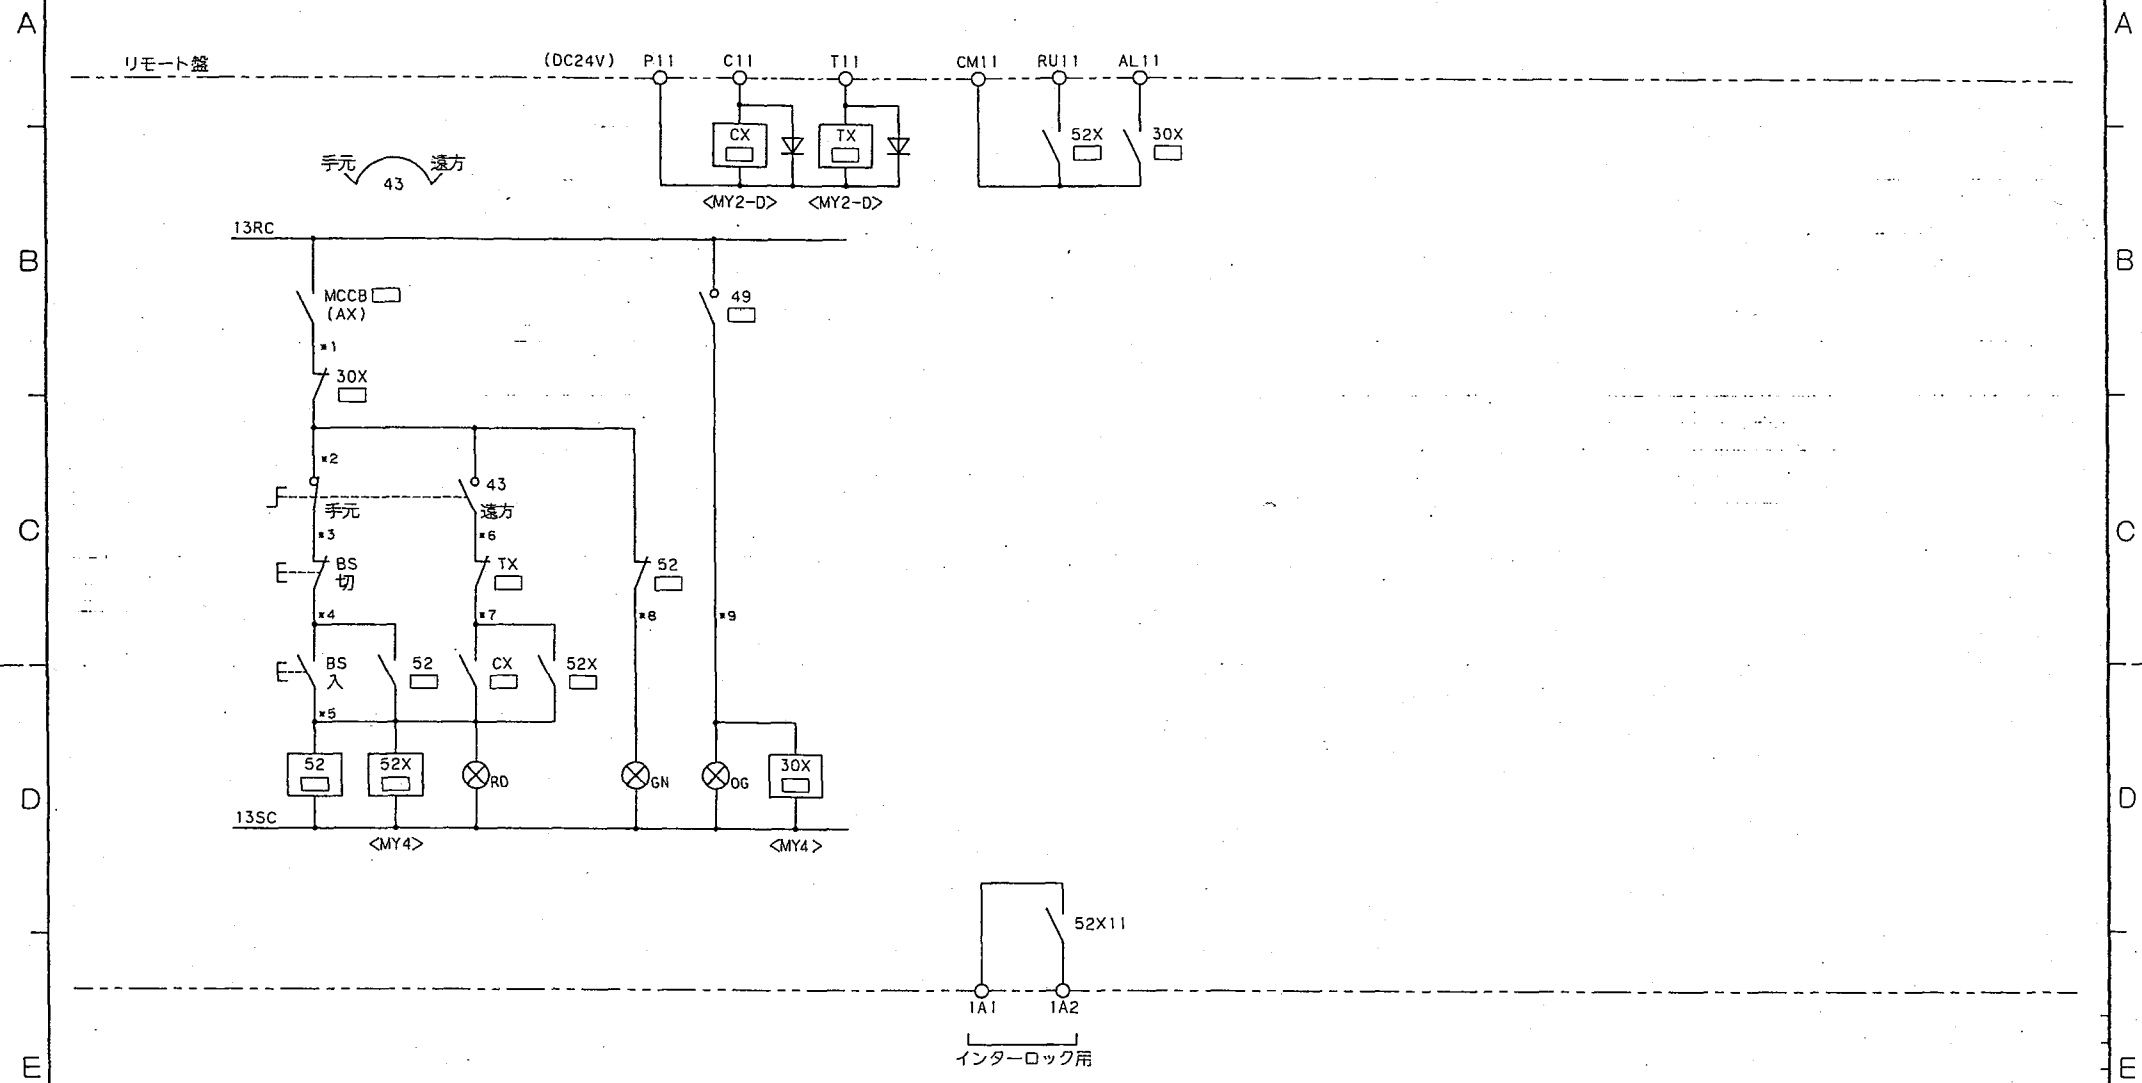 A
A
リモート盤
(DC24V)
P11
C11
T11
CM11
RU11
AL11
CX
TX
52X
30X
手元
43
遠方
<MY2-D>
<MY2-D>
13RC
B
B
MCCB
(AX)
49
*1
30X
*2
43
手元
遠方
C
C
*3
*6
BS
切
TX
52
*4
*7
*8
*9
BS
入
52
CX
52X
*5
52
52X
RD
GN
OG
30X
D
D
13SC
<MY4>
<MY4>
52X11
1A1
1A2
インターロック用
E
E